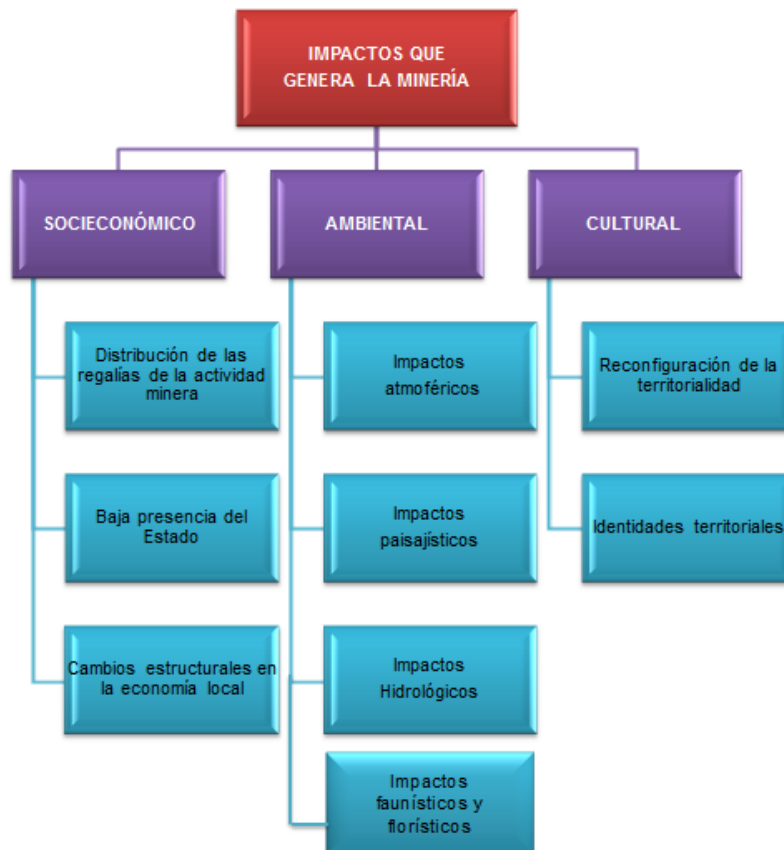 IMPACTOS QUE
GENERA LA MINERÍA
SOCIECONÓMICO
AMBIENTAL
CULTURAL
Distribución de las
regalías de la actividad
minera
Impactos
atmoféricos
Reconfiguración de la
territorialidad
Baja presencia del
Estado
Impactos
paisajísticos
Identidades territoriales
Cambios estructurales en
la economía local
Impactos
Hidrológicos
Impactos
faunísticos y
florísticos